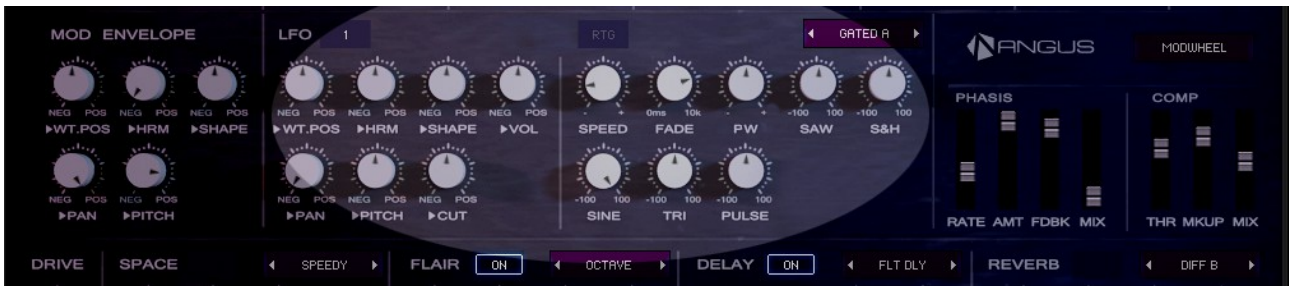 MOD ENVELOPE
LFO 1 RTG GATED A
ANGUS MODWHEEL
NEG POS NEG POS NEG POS NEG POS NEG POS NEG POS NEG POS - + 0ms 10k - + -100 100 -100 100
WT.POS HRM SHAPE WT.POS HRM SHAPE VOL SPEED FADE PW SAW S&H
PHASIS COMP
NEG POS NEG POS NEG POS NEG POS NEG POS -100 100 -100 100 -100 100
PAN PITCH PAN PITCH CUT SINE TRI PULSE
RATE AMT FDBK MIX THR MKUP MIX
DRIVE SPACE SPEEDY FLAIR ON OCTAVE DELAY ON FLT DLY REVERB DIFF B